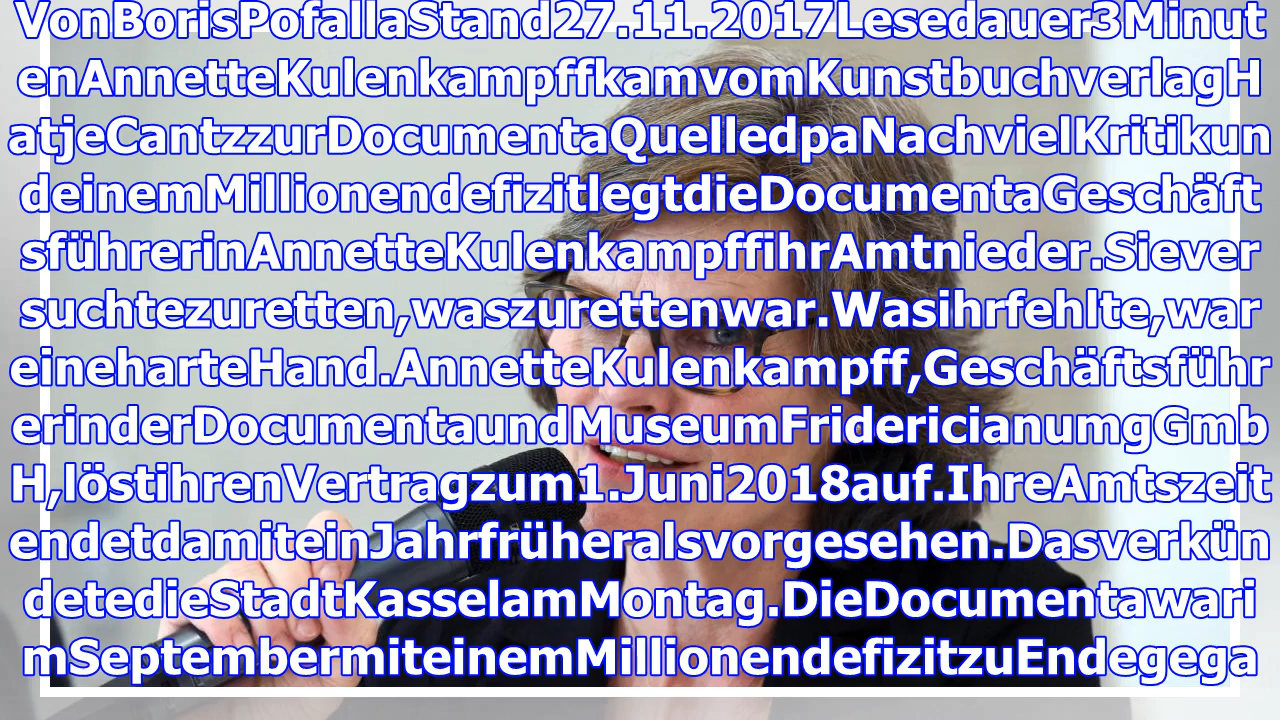 VonBorisPofallaStand27.11.2017Lesedauer3Minut
enAnnetteKulenkampffkamvomKunstbuchverlagH
atjeCantzzurDocumentaQuelledpaNachvielKritikun
deinemMillionendefizitlegtdieDocumentaGeschäft
sführerinAnnetteKulenkampffihrAmtnieder.Siever
suchtezuretten,waszurettenwar.Wasihrfehlte,war
eineharteHand.AnnetteKulenkampff,Geschäftsführ
erinderDocumentaundMuseumFridericianumgGmb
H,löstihrenVertragzum1.Juni2018auf.IhreAmtszeit
endetdamiteinJahrfrüheralsvorgesehen.Dasverkün
detedieStadtKasselamMontag.DieDocumentawari
mSeptembermiteinemMillionendefizitzuEndegega